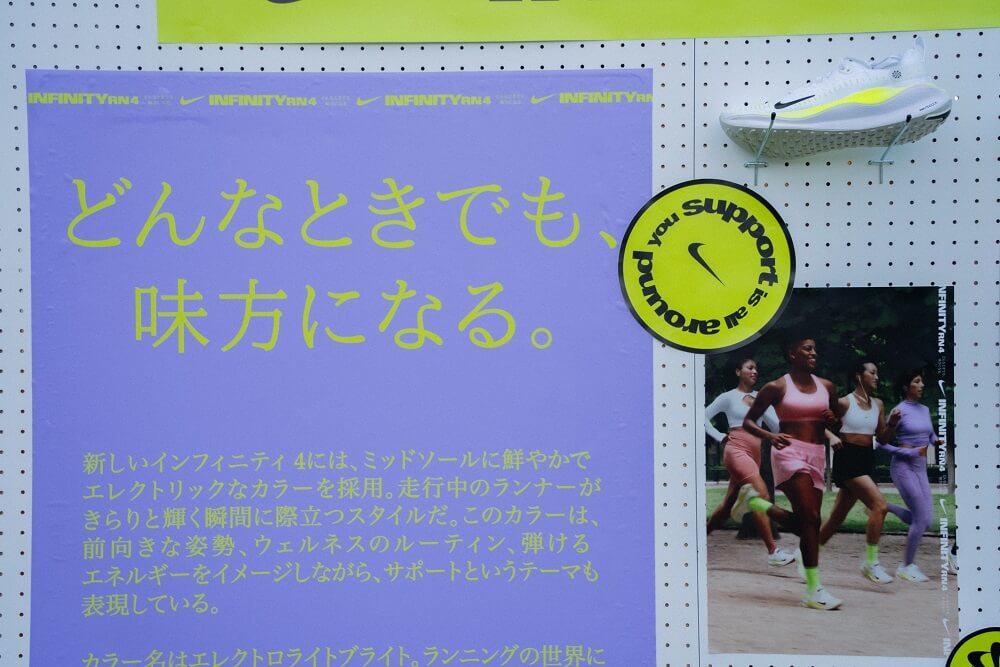 INFINITYRN4 INFINITYRN4 INFINITYRN4 INFINITYRN
どんなときでも、
味方になる。
support is all around you
新しいインフィニティ 4には、ミッドソールに鮮やかで
エレクトリックなカラーを採用。走行中のランナーが
きらりと輝く瞬間に際立つスタイルだ。このカラーは、
前向きな姿勢、ウェルネスのルーティン、弾ける
エネルギーをイメージしながら、サポートというテーマも
表現している。
カラー名はエレクトロライトブライト。ランニングの世界に
NFINITYRN4
INFINITYRN4
INFINITYRN4